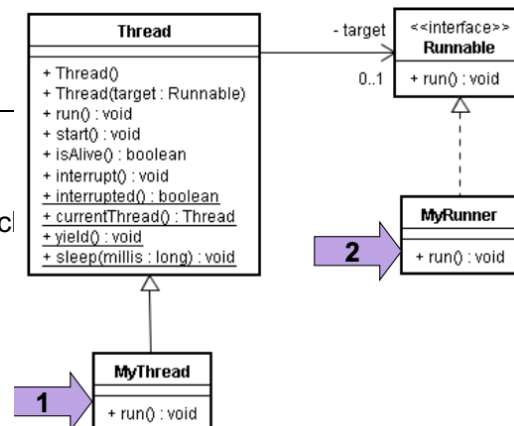 Thread
+ Thread()
+ Thread(target : Runnable)
+ run() : void
+ start() : void
+ isAlive() : boolean
+ interrupt() : void
+ interrupted() : boolean
+ currentThread() : Thread
+ yield() : void
+ sleep(millis : long) : void
- target
0..1
<<interface>>
Runnable
+ run() : void
MyRunner
+ run() : void
2
MyThread
+ run() : void
1